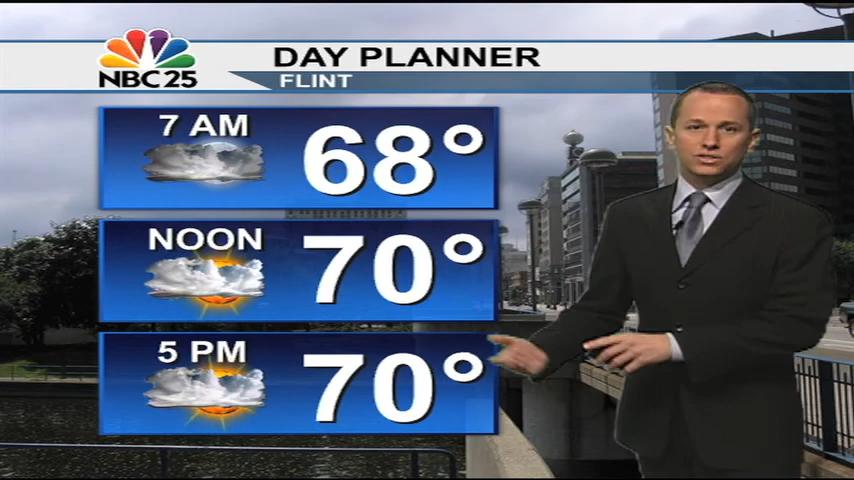 DAY PLANNER
NBC 25
FLINT
7 AM
68°
NOON
70°
5 PM
70°